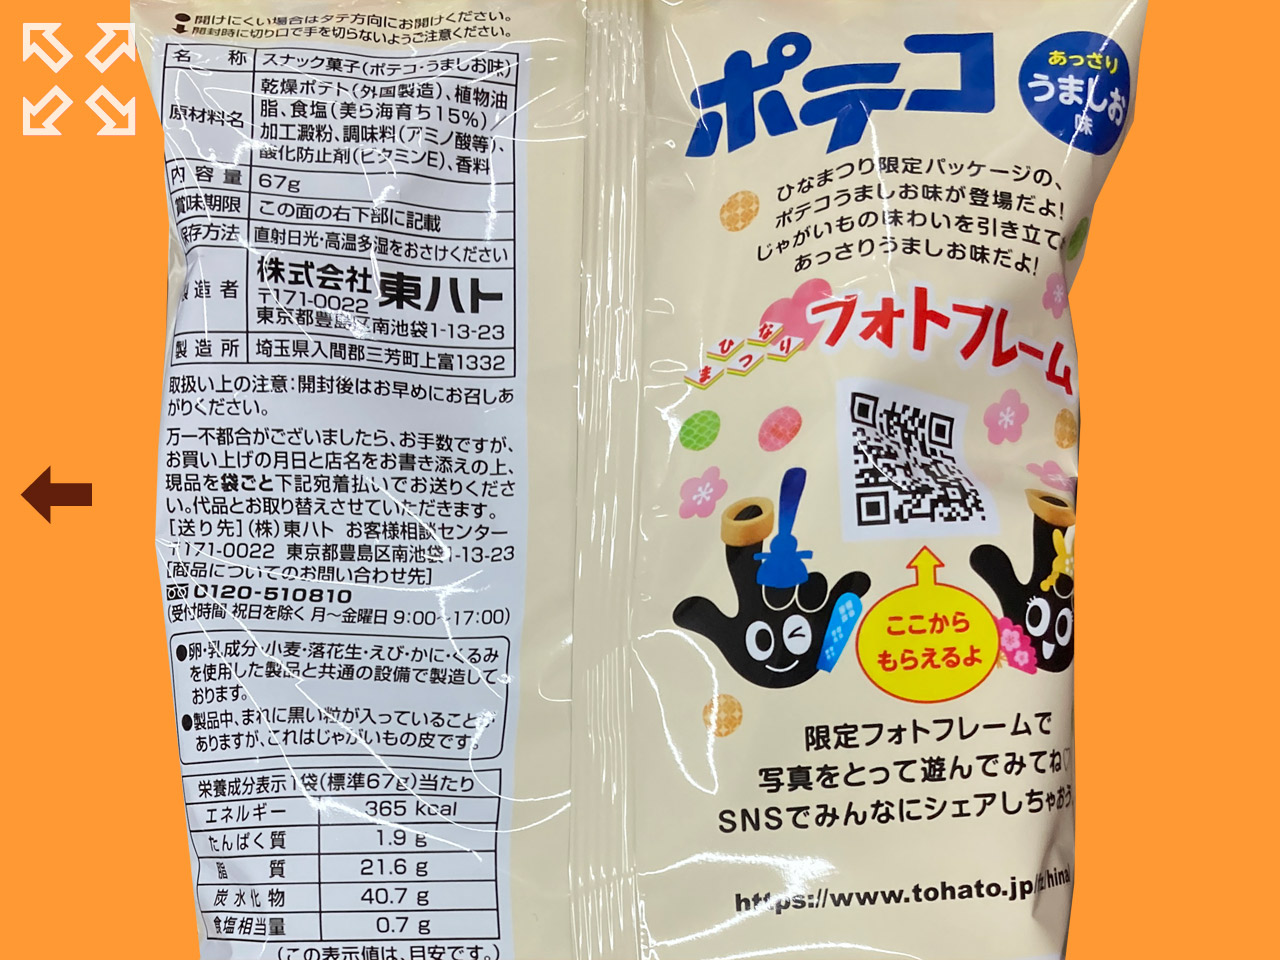 ●開けにくい場合はタテ方向にお開けください。
開封時に切り口で手を切らないようご注意ください。
名 称 スナック菓子(ポテコ・うましお味)
原材料名 乾燥ポテト(外国製造)、植物油
脂、食塩(美ら海育ち15%)/
加工澱粉、調味料(アミノ酸等)、
酸化防止剤(ビタミンE)、香料
内容量 67g
賞味期限 この面の右下部に記載
保存方法 直射日光・高温多湿をおさけください
製造者 株式会社 東ハト
〒171-0022
東京都豊島区南池袋1-13-23
製造所 埼玉県入間郡三芳町上富1332
取扱い上の注意：開封後はお早めにお召しあ
がりください。
万一不都合がございましたら、お手数ですが、
お買い上げの月日と店名をお書き添えの上、
現品を袋ごと下記宛着払いでお送りくださ
い。代品とお取り替えさせていただきます。
[送り先](株)東ハト お客様相談センター
〒171-0022 東京都豊島区南池袋1-13-23
[商品についてのお問い合わせ先]
0120-510810
(受付時間 祝日を除く 月〜金曜日 9:00〜17:00)
●卵・乳成分・小麦・落花生・えび・かに・くるみ
を使用した製品と共通の設備で製造して
おります。
●製品中、まれに黒い粒が入っていることが
ありますが、これはじゃがいもの皮です。
栄養成分表示1袋(標準67g)当たり
エネルギー 365 kcal
たんぱく質 1.9 g
脂 質 21.6 g
炭水化物 40.7 g
食塩相当量 0.7 g
(この表示値は、目安です。)
ポテコ
あっさり
うましお
味
ひなまつり限定パッケージの、
ポテコうましお味が登場だよ!
じゃがいもの味わいを引き立て
あっさりうましお味だよ!
ひなまつり
フォトフレーム
ここから
もらえるよ
限定フォトフレームで
写真をとって遊んでみてね♡
SNSでみんなにシェアしちゃおう
https://www.tohato.jp/